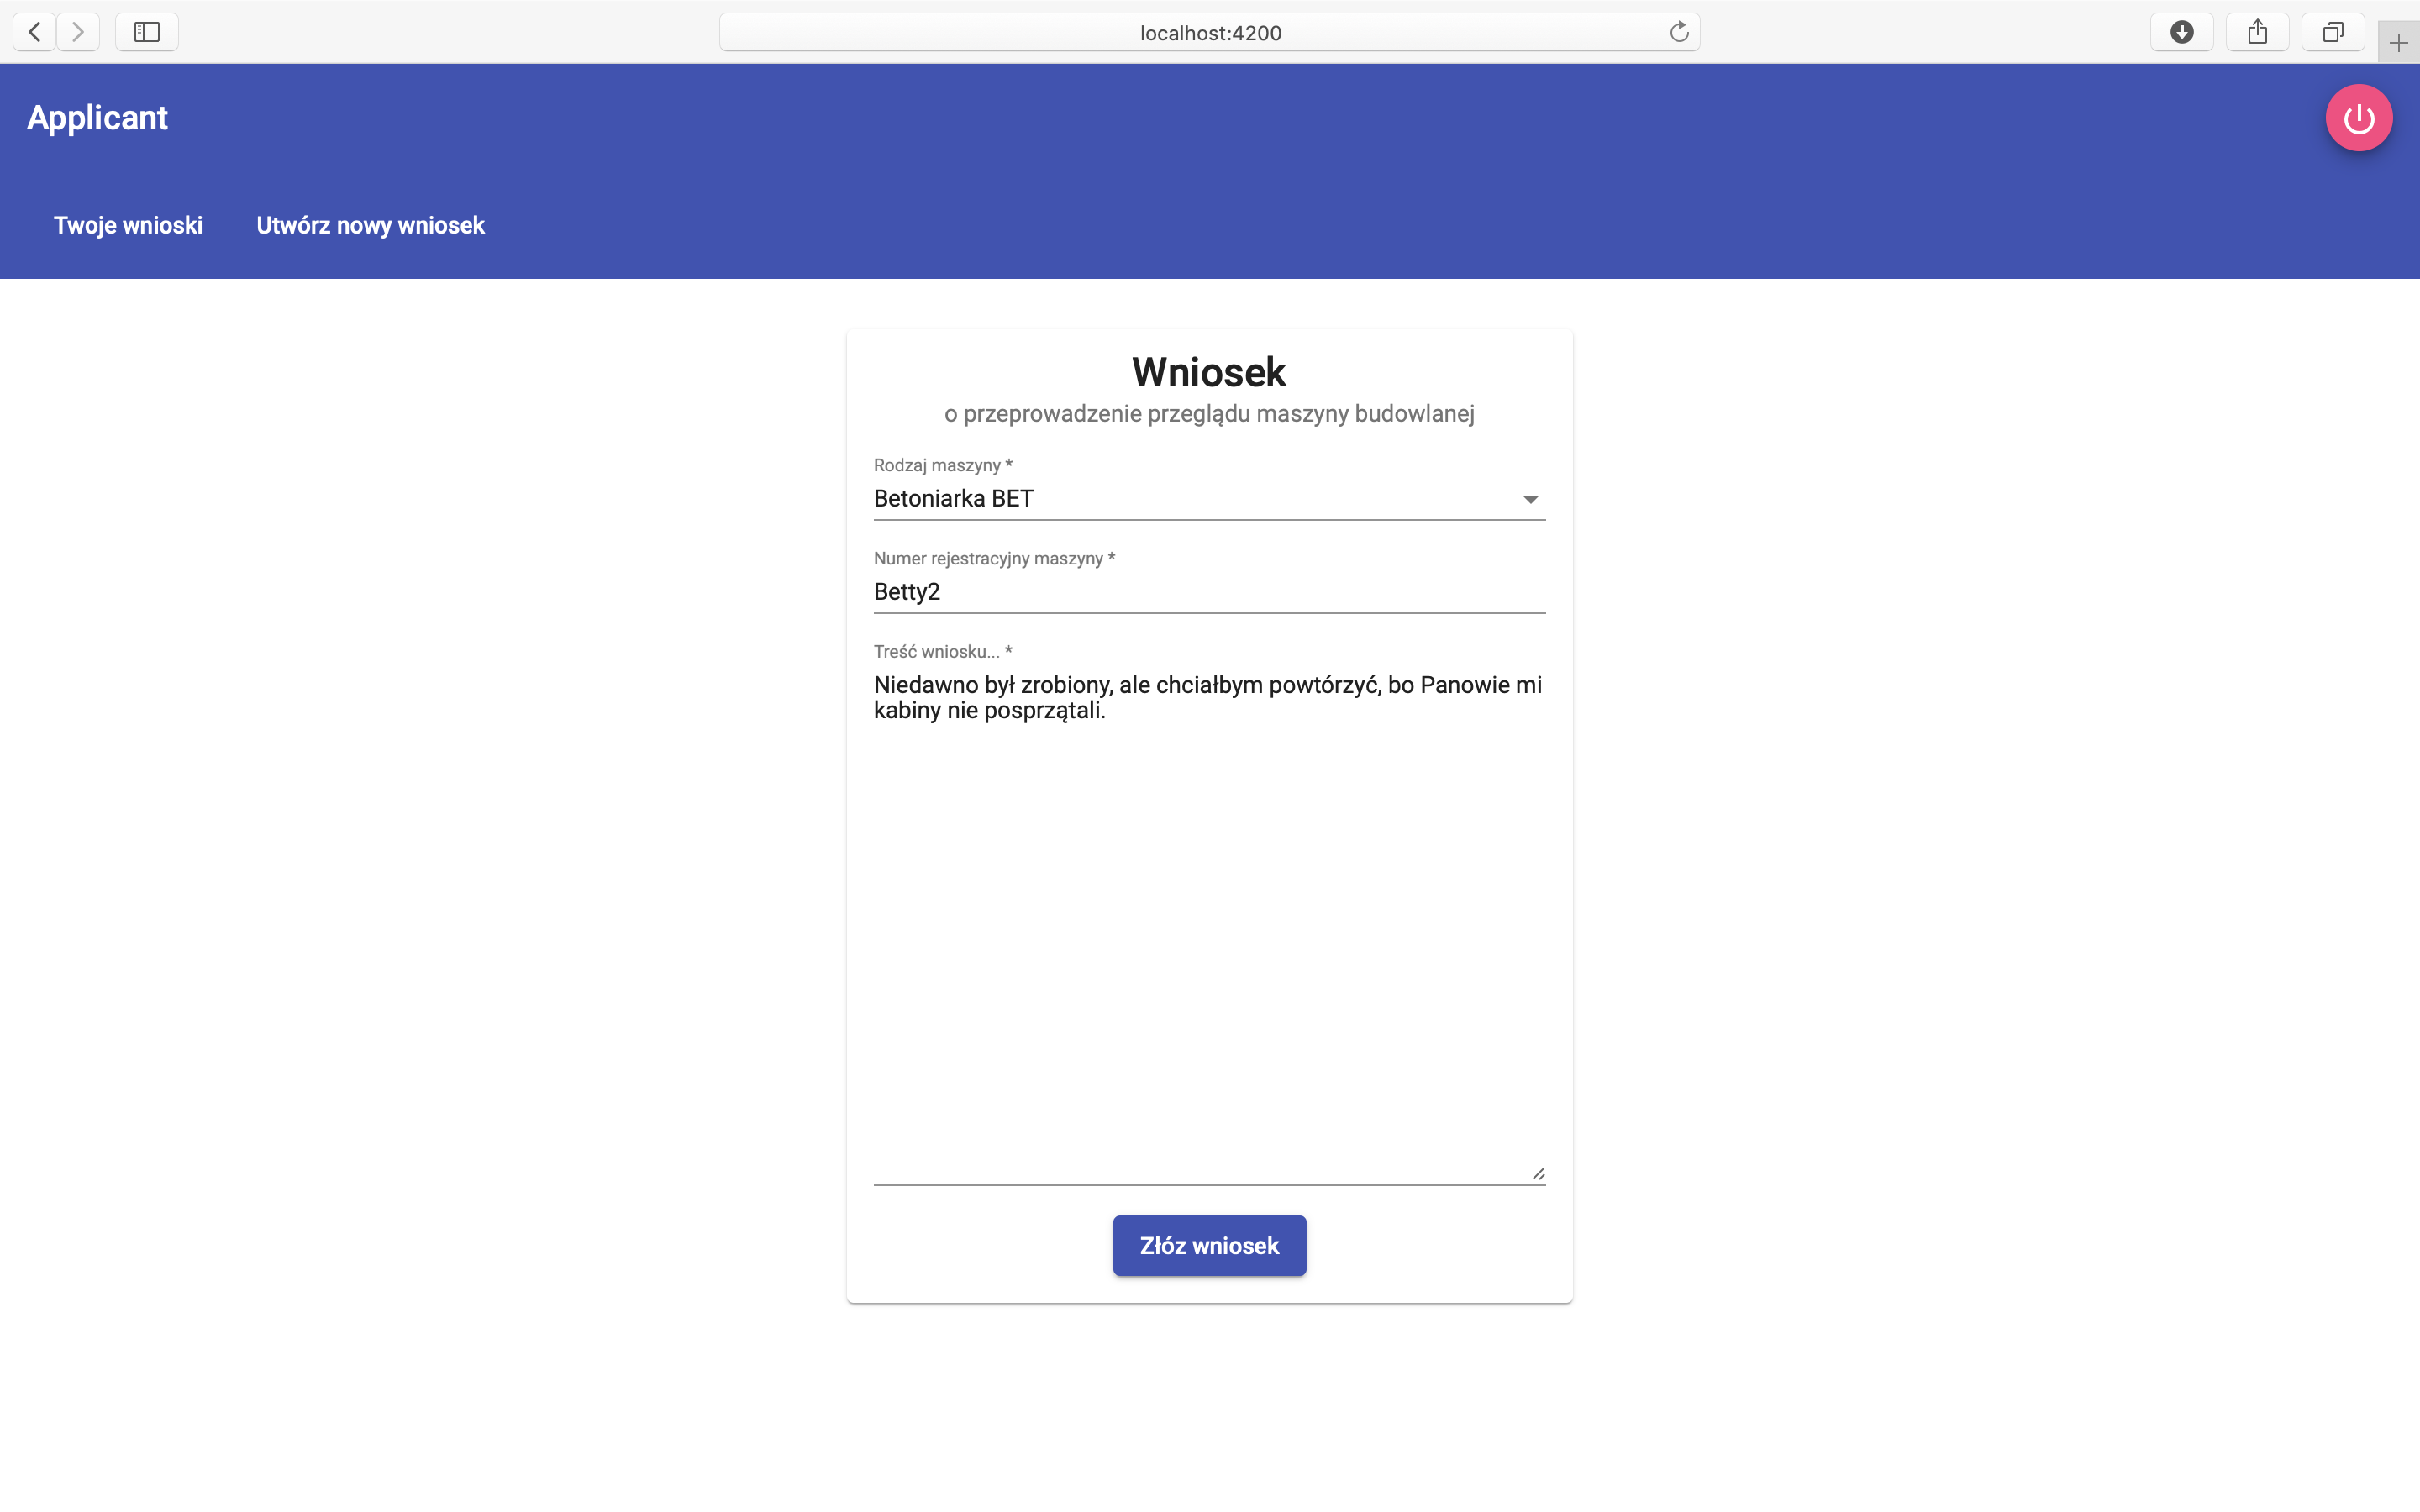 localhost:4200
Applicant
Twoje wnioski Utwórz nowy wniosek
Wniosek
o przeprowadzenie przeglądu maszyny budowlanej
Rodzaj maszyny *
Betoniarka BET
Numer rejestracyjny maszyny *
Betty2
Treść wniosku... *
Niedawno był zrobiony, ale chciałbym powtórzyć, bo Panowie mi
kabiny nie posprzątali.
Złóz wniosek